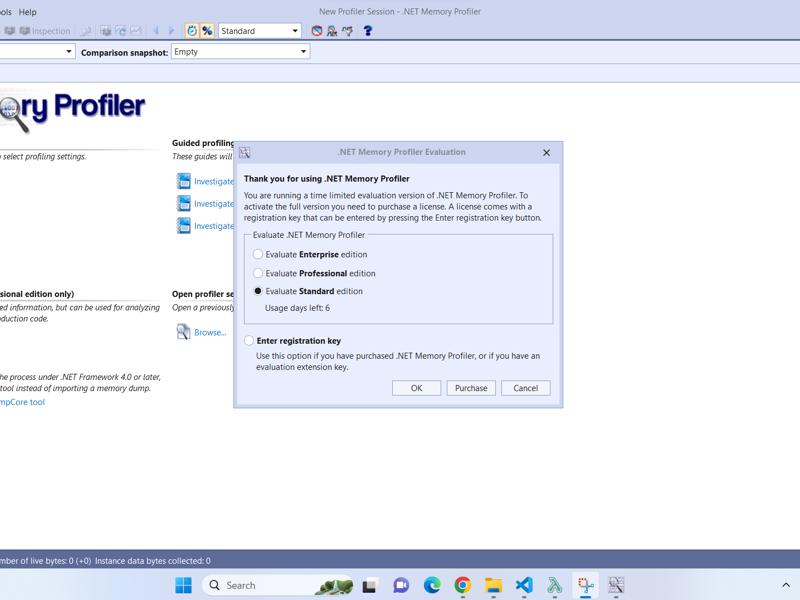 ools Help
New Profiler Session - .NET Memory Profiler
Inspection
Standard
Comparison snapshot: Empty
ory Profiler
select profiling settings.
Guided profiling
These guides will
Investigate
Investigate
Investigate
.NET Memory Profiler Evaluation
Thank you for using .NET Memory Profiler
You are running a time limited evaluation version of .NET Memory Profiler. To
activate the full version you need to purchase a license. A license comes with a
registration key that can be entered by pressing the Enter registration key button.
Evaluate .NET Memory Profiler
Evaluate Enterprise edition
Evaluate Professional edition
Evaluate Standard edition
Usage days left: 6
Enter registration key
Use this option if you have purchased .NET Memory Profiler, or if you have an
evaluation extension key.
OK
Purchase
Cancel
sional edition only)
ed information, but can be used for analyzing
duction code.
Open profiler se
Open a previously
Browse...
he process under .NET Framework 4.0 or later,
tool instead of importing a memory dump.
mpCore tool
mber of live bytes: 0 (+0) Instance data bytes collected: 0
Search